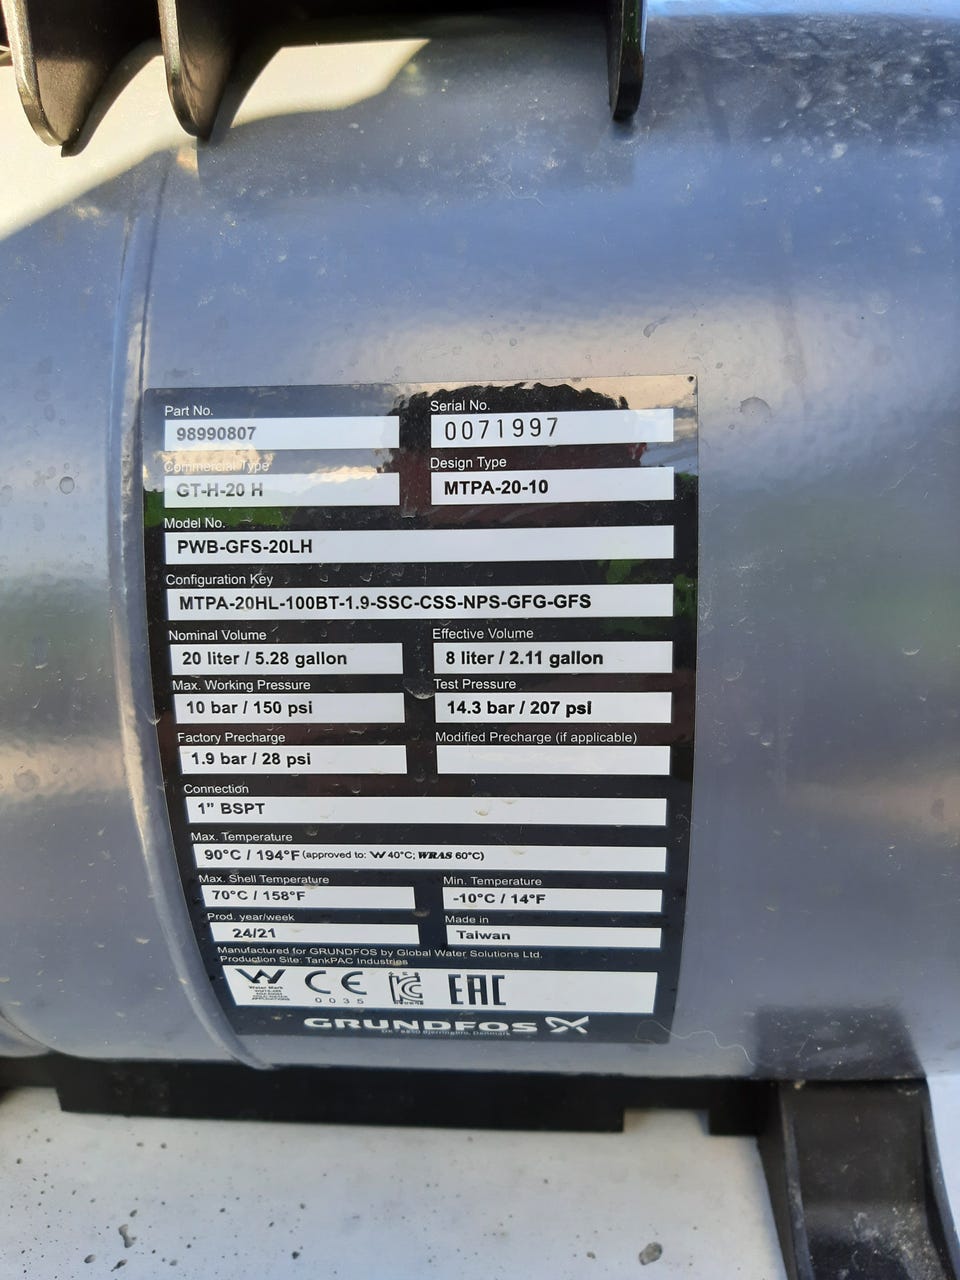 Part No.
98990807
Serial No.
0071997
Commercial Type
GT-H-20 H
Design Type
MTPA-20-10
Model No.
PWB-GFS-20LH
Configuration Key
MTPA-20HL-100BT-1.9-SSC-CSS-NPS-GFG-GFS
Nominal Volume
20 liter / 5.28 gallon
Effective Volume
8 liter / 2.11 gallon
Max. Working Pressure
10 bar / 150 psi
Test Pressure
14.3 bar / 207 psi
Factory Precharge
1.9 bar / 28 psi
Modified Precharge (if applicable)
Connection
1” BSPT
Max. Temperature
90°C / 194°F (approved to: W 40°C; WRAS 60°C)
Max. Shell Temperature
70°C / 158°F
Min. Temperature
-10°C / 14°F
Prod. year/week
24/21
Made in
Taiwan
Manufactured for GRUNDFOS by Global Water Solutions Ltd.
Production Site: TankPAC Industries
Water Mark
CE
0035
EAC
GRUNDFOS
DK - 8850 Bjerringbro, Denmark